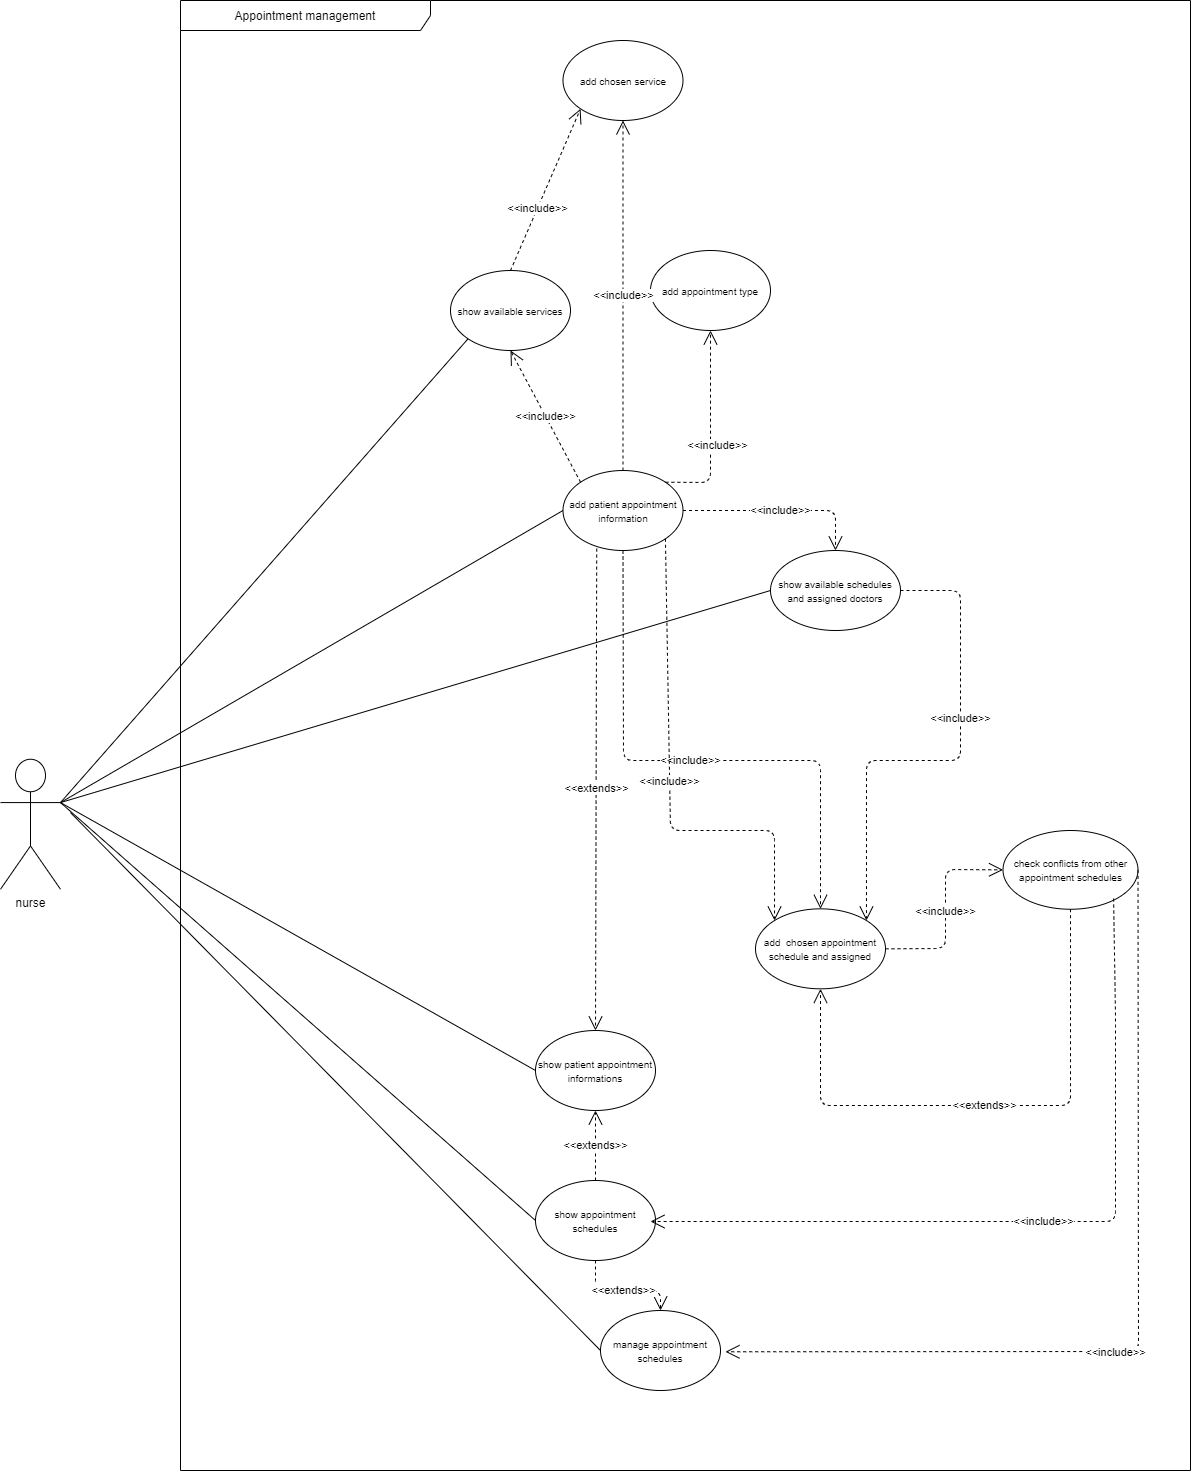 Appointment management
add chosen service
<<include>>
<<include>>
add appointment type
show available services
<<include>>
<<include>>
add patient appointment
information
<<include>>
show available schedules
and assigned doctors
<<include>>
<<include>>
<<include>>
<<extends>>
nurse
check conflicts from other
appointment schedules
<<include>>
add  chosen appointment
schedule and assigned
show patient appointment
informations
<<extends>>
<<extends>>
show appointment
schedules
<<include>>
<<extends>>
manage appointment
schedules
<<include>>